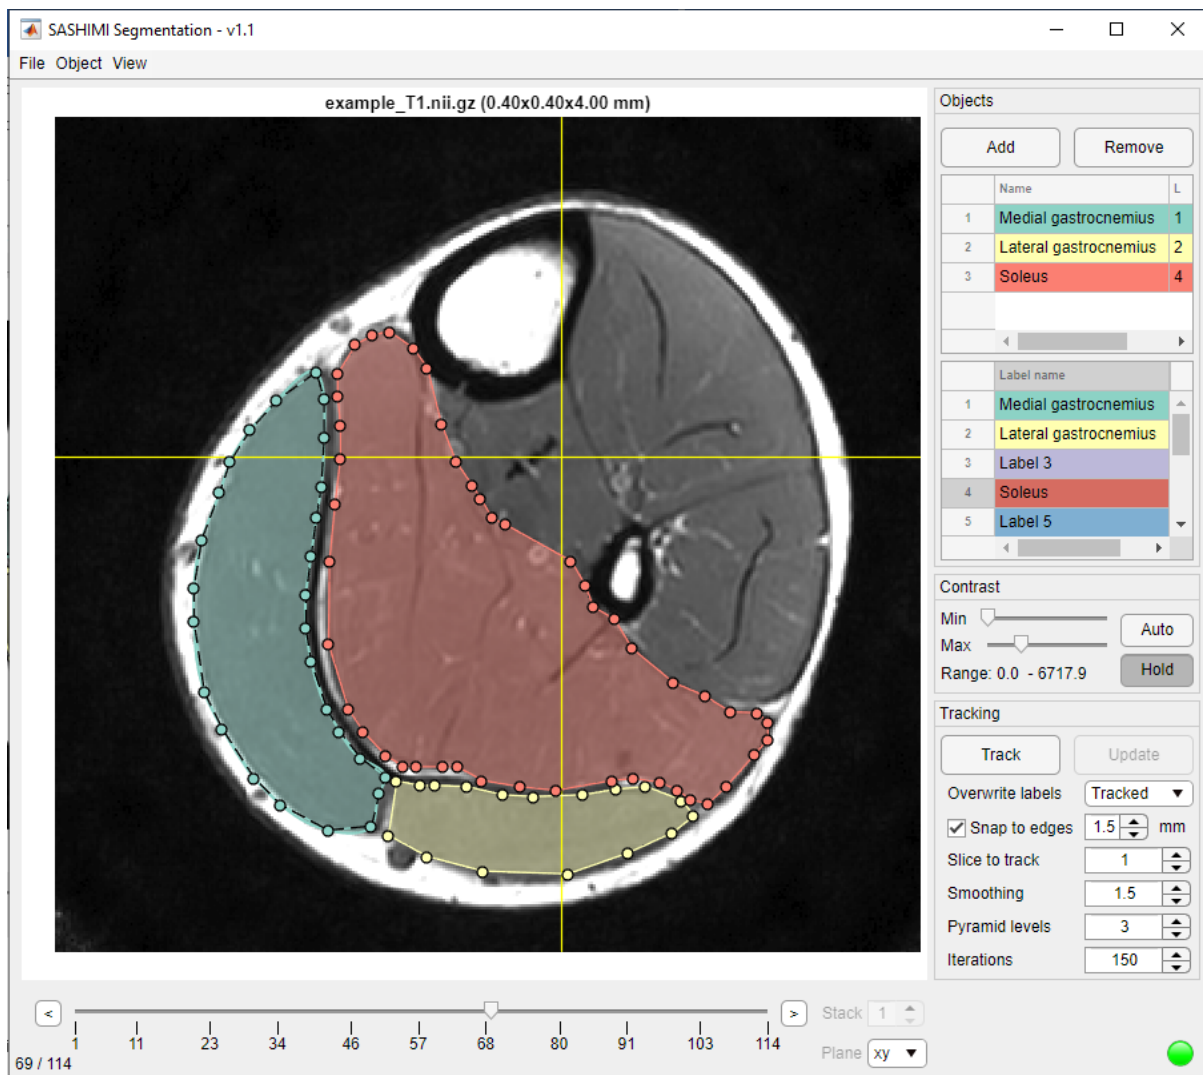 SASHIMI Segmentation - v1.1
File Object View
example_T1.nii.gz (0.40x0.40x4.00 mm)
Objects
Add Remove
Name L
1 Medial gastrocnemius 1
2 Lateral gastrocnemius 2
3 Soleus 4
Label name
1 Medial gastrocnemius
2 Lateral gastrocnemius
3 Label 3
4 Soleus
5 Label 5
Contrast
Min
Auto
Max
Range: 0.0 - 6717.9
Hold
Tracking
Track Update
Overwrite labels Tracked
Snap to edges 1.5 mm
Slice to track 1
Smoothing 1.5
Pyramid levels 3
Iterations 150
< > Stack 1
1 11 23 34 46 57 68 80 91 103 114
Plane xy
69 / 114